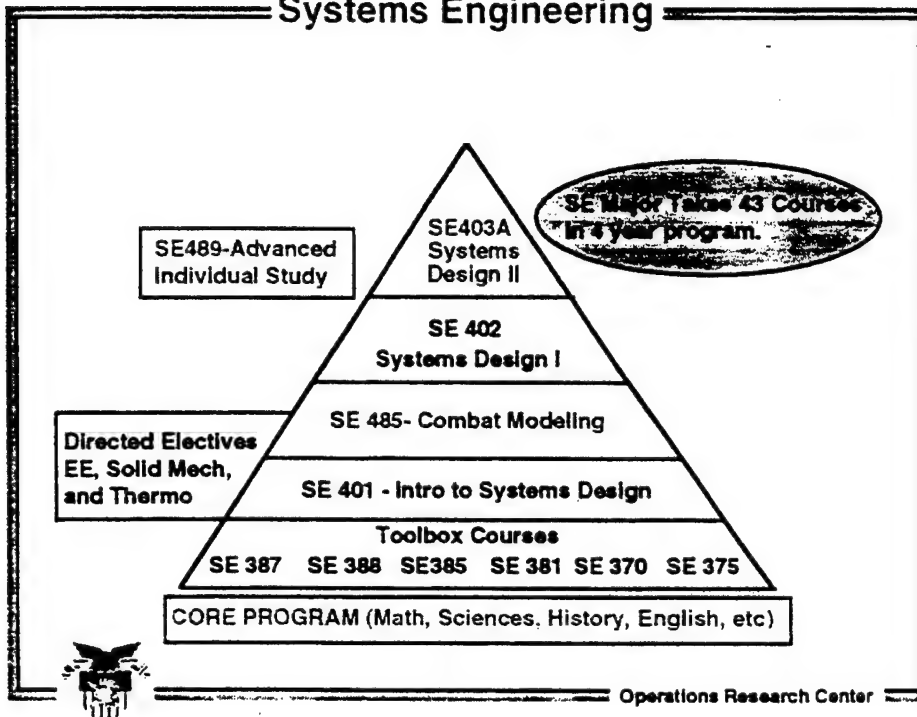 Systems Engineering
SE Major Takes 43 Courses
in 4 year program.
SE403A
Systems
Design II
SE489-Advanced
Individual Study
SE 402
Systems Design I
SE 485- Combat Modeling
Directed Electives
EE, Solid Mech,
and Thermo
SE 401 - Intro to Systems Design
Toolbox Courses
SE 387 SE 388 SE385 SE 381 SE 370 SE 375
CORE PROGRAM (Math, Sciences, History, English, etc)
Operations Research Center